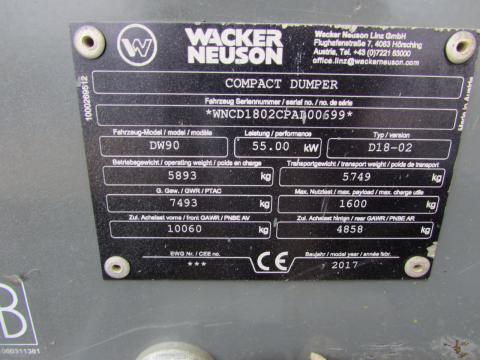 WACKER
NEUSON
Wacker Neuson Linz GmbH
Flughafenstraße 7, 4063 Hörsching
Austria, Tel. +43 (0)7221 63000
office.linz@wackerneuson.com
COMPACT DUMPER
Fahrzeug Seriennummer / serial no. / no. de série
*WNCD1802CPAL00699*
Fahrzeug-Model / model / modèle
Leistung / performance
Typ / version
DW90
55.00 kW
D18-02
Betriebsgewicht / operating weight / poids en charge
Transportgewicht / transport weight / poids de transport
5893 kg
5749 kg
G. Gew. / GWR / PTAC
Max. Nutzlast / max. payload / max. charge utile
7493 kg
1600 kg
Zul. Achslast vorne / front GAWR / PNBE AV
Zul. Achslast hinten / rear GAWR / PNBE AR
10060 kg
4858 kg
EWG Nr. / CEE no.
CE
Baujahr / model year / année fabr.
***
2017
1000269512
Made in Austria
B